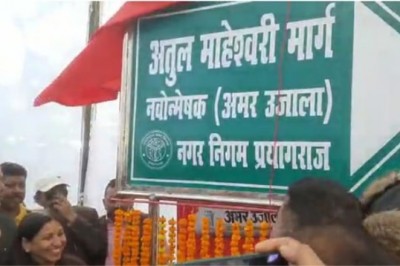 अतुल माहेश्वरी मार्ग
नवोन्मेषक (अमर उजाला)
नगर निगम प्रयागराज
अमर उजाला